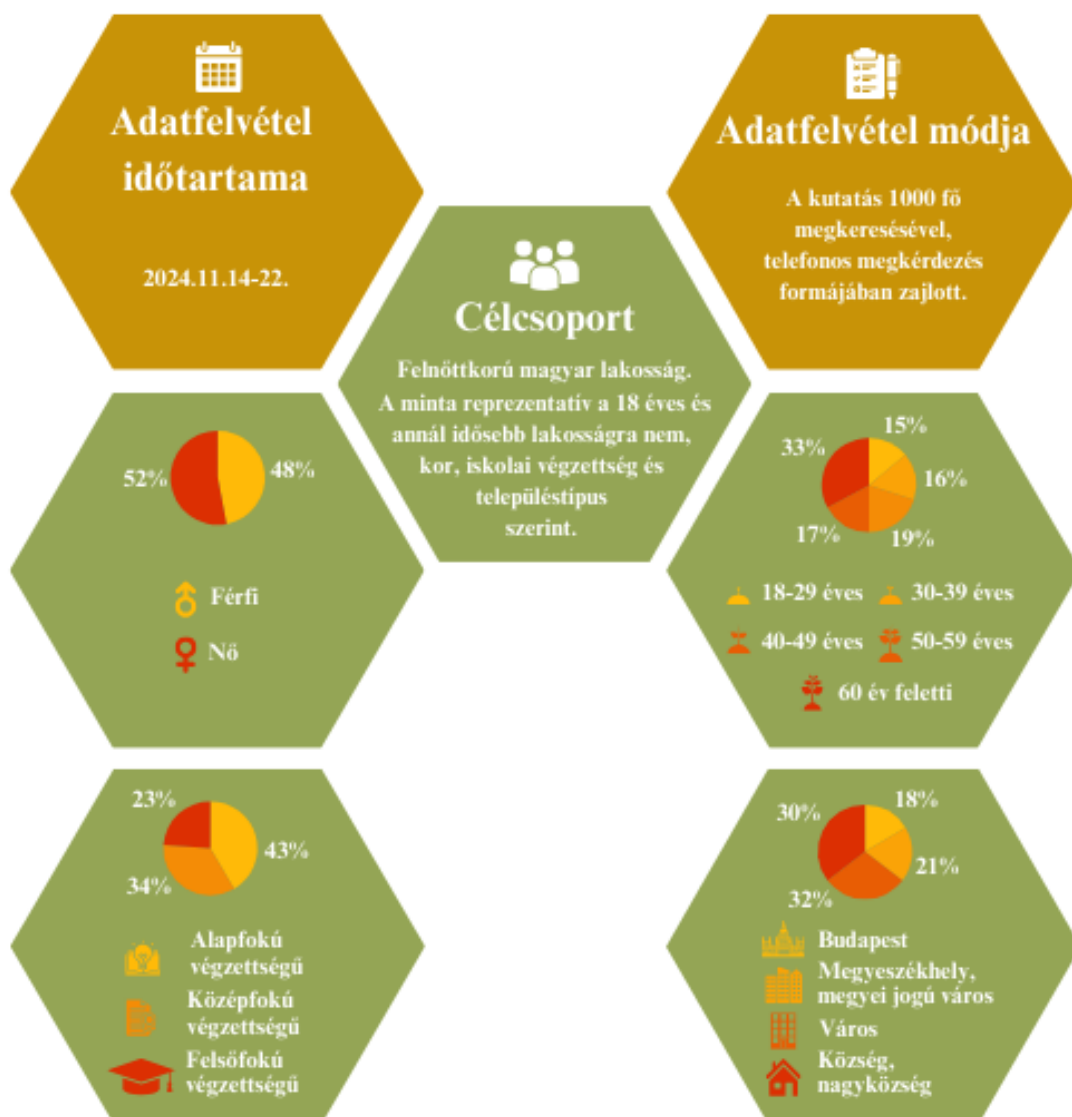 Adatfelvétel
időtartama
2024.11.14-22.
Adatfelvétel módja
A kutatás 1000 fő
megkeresésével,
telefonos megkérdezés
formájában zajlott.
Célcsoport
Felnőttkorú magyar lakosság.
A minta reprezentatív a 18 éves és
annál idősebb lakosságra nem,
kor, iskolai végzettség és
településtípus
szerint.
52%
48%
Férfi
Nő
15%
33%
16%
17%
19%
18-29 éves
30-39 éves
40-49 éves
50-59 éves
60 év feletti
23%
43%
34%
Alapfokú
végzettségű
Középfokú
végzettségű
Felsőfokú
végzettségű
18%
30%
21%
32%
Budapest
Megyeszékhely,
megyei jogú város
Város
Község,
nagyközség